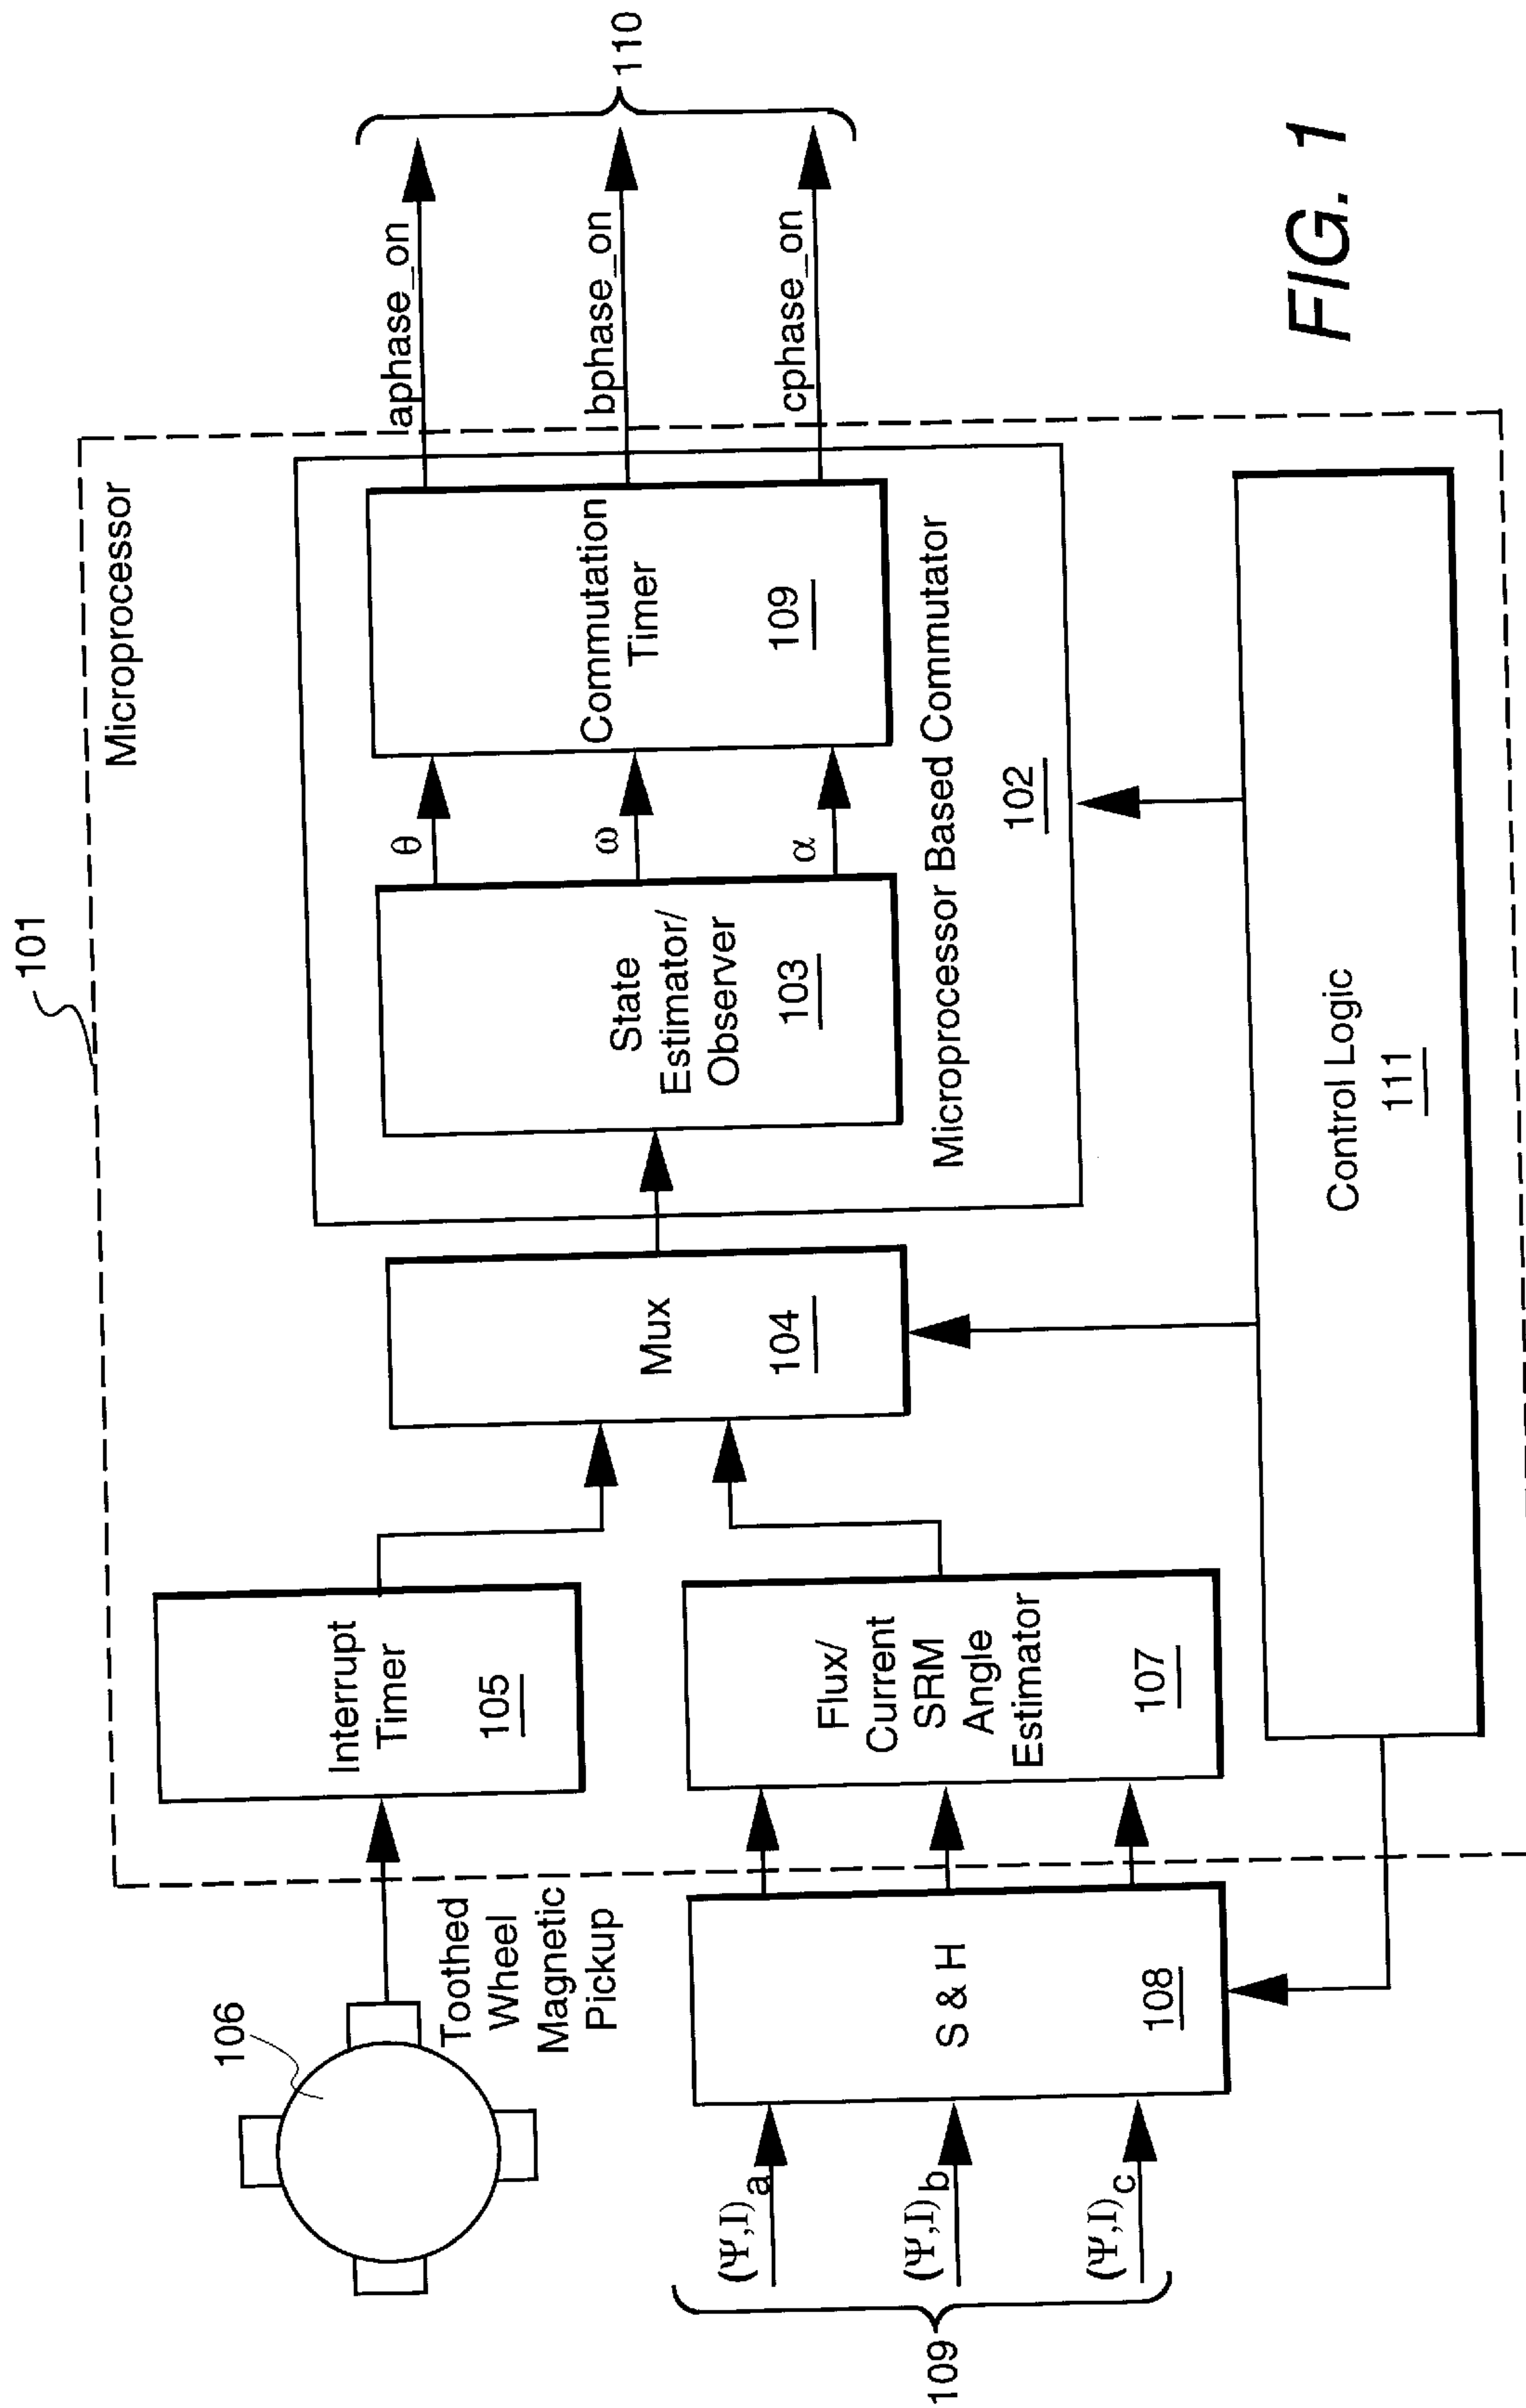 101
Microprocessor
106
Toothed
Wheel
Magnetic
Pickup
Interrupt
Timer
105
Mux
104
State
Estimator/
Observer
103
θ
ω
α
Commutation
Timer
109
Microprocessor Based Commutator
102
aphase_on
bphase_on
cphase_on
110
109
(Ψ,I)a
(Ψ,I)b
(Ψ,I)c
S & H
108
Flux/
Current
SRM
Angle
Estimator
107
Control Logic
111
FIG. 1